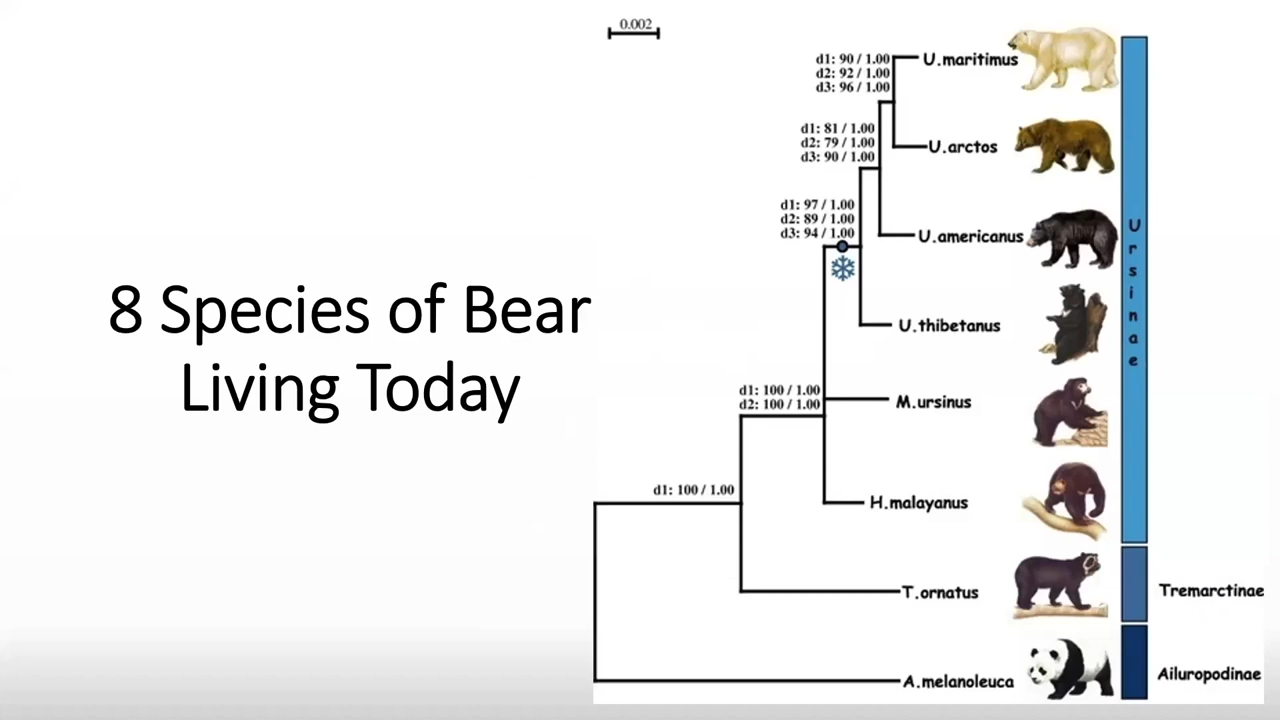 8 Species of Bear
Living Today
0.002
d1: 90 / 1.00
d2: 92 / 1.00
d3: 96 / 1.00
U.maritimus
d1: 81 / 1.00
d2: 79 / 1.00
d3: 90 / 1.00
U.arctos
d1: 97 / 1.00
d2: 89 / 1.00
d3: 94 / 1.00
U.americanus
U.thibetanus
d1: 100 / 1.00
d2: 100 / 1.00
M.ursinus
d1: 100 / 1.00
H.malayanus
T.ornatus
A.melanoleuca
Ursinae
Tremarctinae
Ailuropodinae